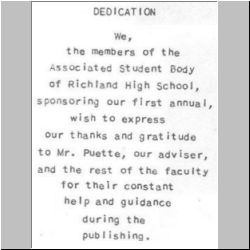 DEDICATION
We,
the members of the
Associated Student Body
of Richland High School,
sponsoring our first annual,
wish to express
our thanks and gratitude
to Mr. Puette, our adviser,
and the rest of the faculty
for their constant
help and guidance
during the
publishing.